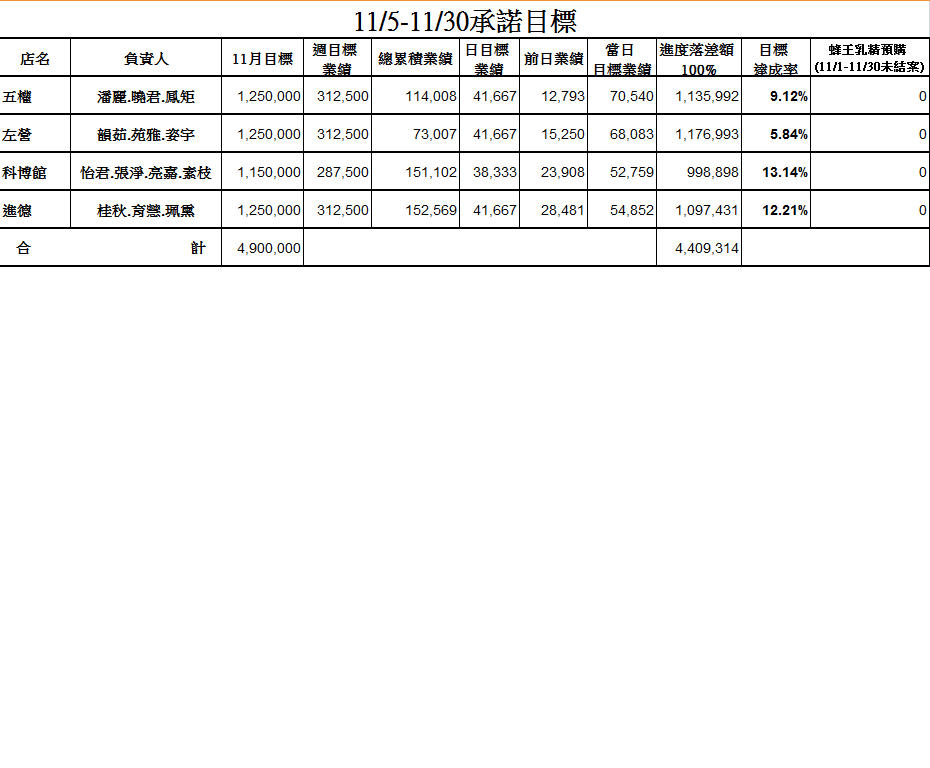 11/5-11/30承諾目標
店名 負責人 11月目標 週目標業績 總累積業績 日目標業績 前日業績 當日目標業績 進度落差額100% 目標達成率 蜂王乳精預購(11/1-11/30未結案)
五權 潘麗.曉君.鳳矩 1,250,000 312,500 114,008 41,667 12,793 70,540 1,135,992 9.12% 0
左營 韻茹.苑雅.姿宇 1,250,000 312,500 73,007 41,667 15,250 68,083 1,176,993 5.84% 0
科博館 怡君.張淨.亮嘉.素枝 1,150,000 287,500 151,102 38,333 23,908 52,759 998,898 13.14% 0
進德 桂秋.育慧.珮薰 1,250,000 312,500 152,569 41,667 28,481 54,852 1,097,431 12.21% 0
合計 4,900,000 4,409,314